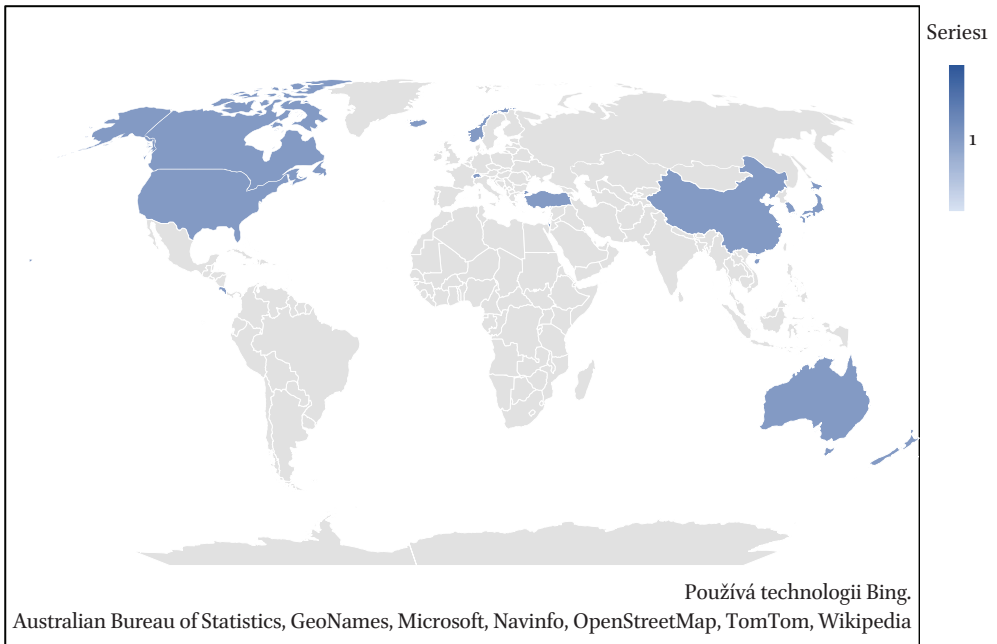 Series1
1
Používá technologii Bing.
Australian Bureau of Statistics, GeoNames, Microsoft, Navinfo, OpenStreetMap, TomTom, Wikipedia